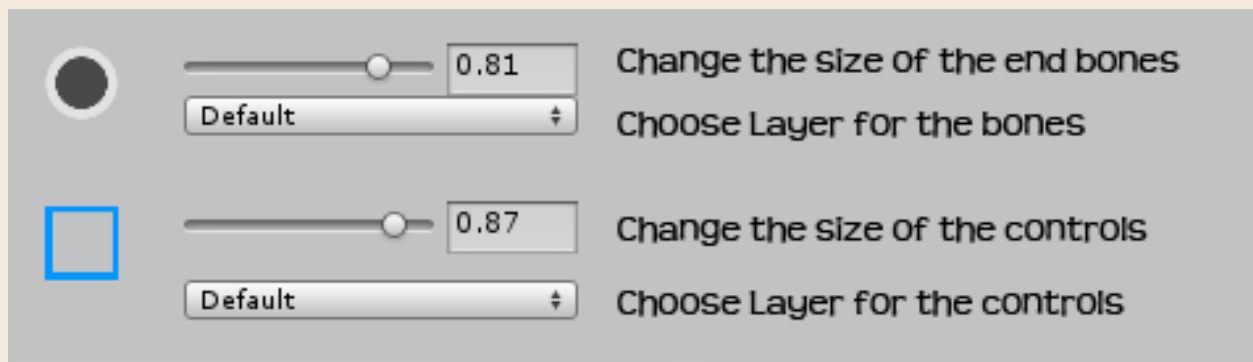 0.81 Change the size of the end bones
Default Choose Layer for the bones
0.87 Change the size of the controls
Default Choose Layer for the controls